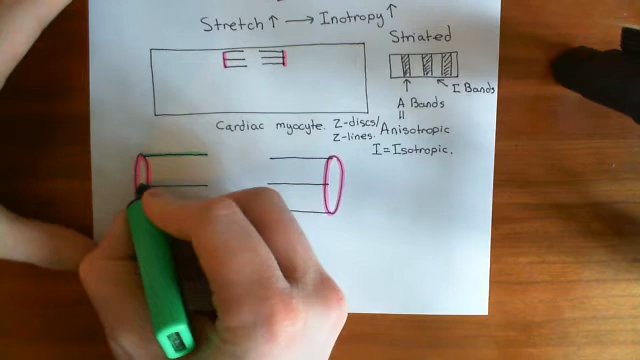 Stretch ↑ → Inotropy ↑
Striated
I Bands
A Bands
=
Anisotropic
I = Isotropic.
Cardiac myocyte.
Z-discs/
Z-lines.